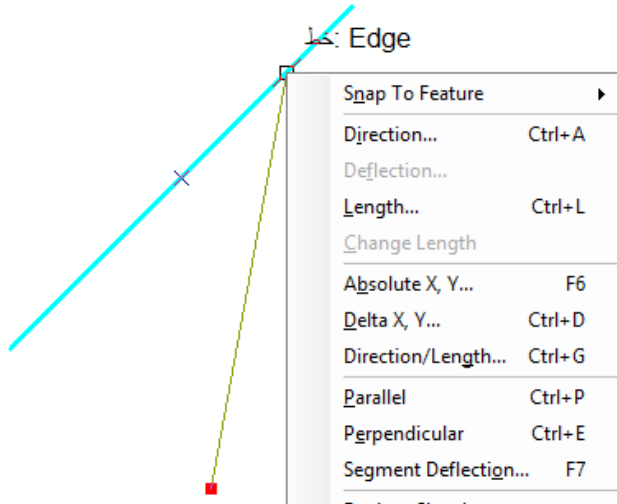 : Edge
Snap To Feature
Direction... Ctrl+A
Deflection...
Length... Ctrl+L
Change Length
Absolute X, Y... F6
Delta X, Y... Ctrl+D
Direction/Length... Ctrl+G
Parallel Ctrl+P
Perpendicular Ctrl+E
Segment Deflection... F7